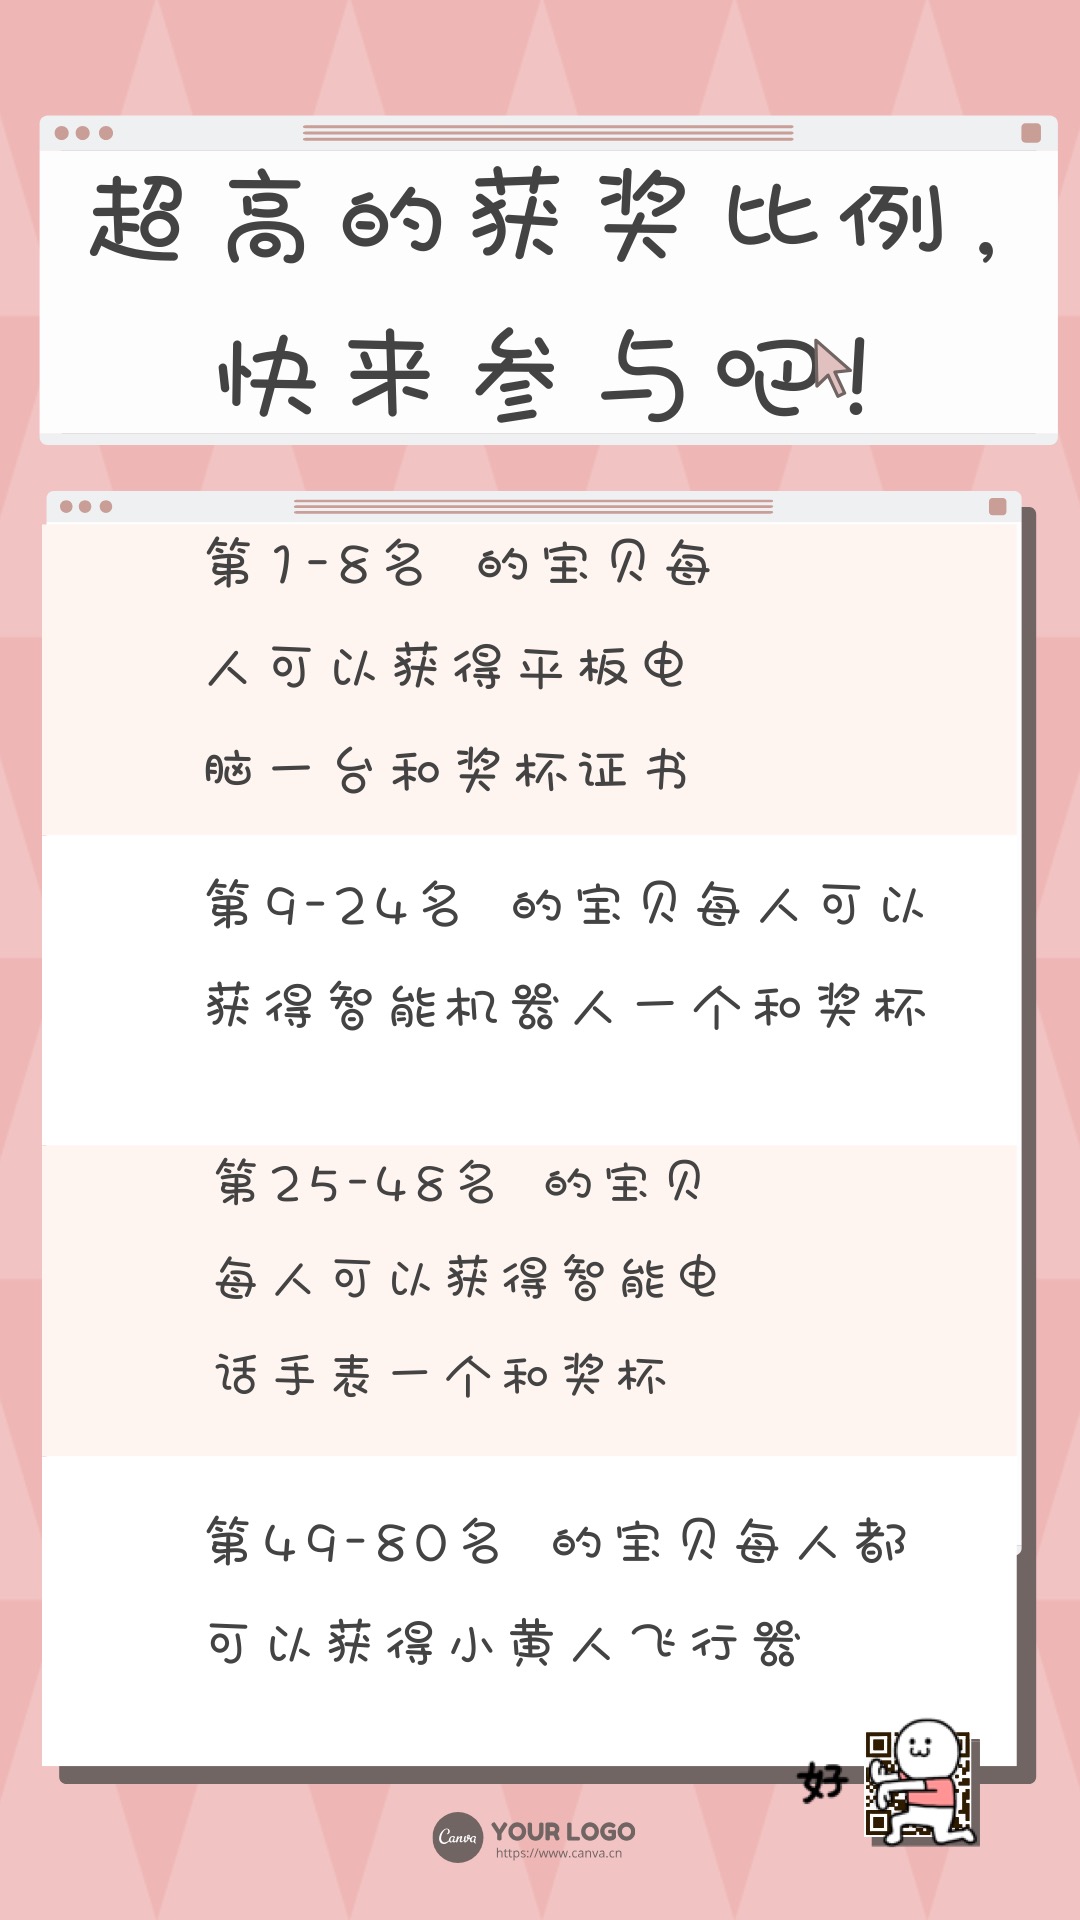 超高的获奖比例,
快来参与吧!
第1-8名 的宝贝每
人可以获得平板电
脑一台和奖杯证书
第9-24名 的宝贝每人可以
获得智能机器人一个和奖杯
第25-48名 的宝贝
每人可以获得智能电
话手表一个和奖杯
第49-80名 的宝贝每人都
可以获得小黄人飞行器
好
Canva YOUR LOGO
https://www.canva.cn